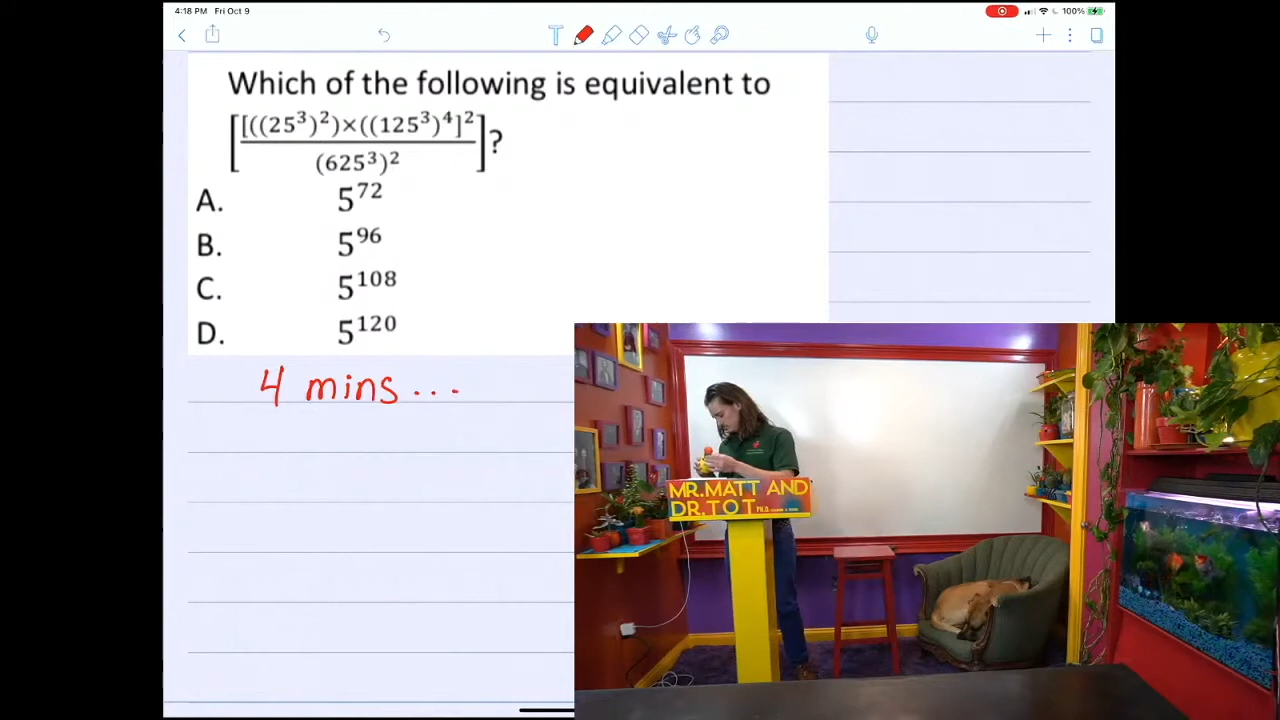 4:18 PM Fri Oct 9
100%
T
Which of the following is equivalent to
[[((25³)²)×((125³)⁴]²/(625³)²]?
A. 5⁷²
B. 5⁹⁶
C. 5¹⁰⁸
D. 5¹²⁰
4 mins...
MR.MATT AND
DR.TOT PH.D.